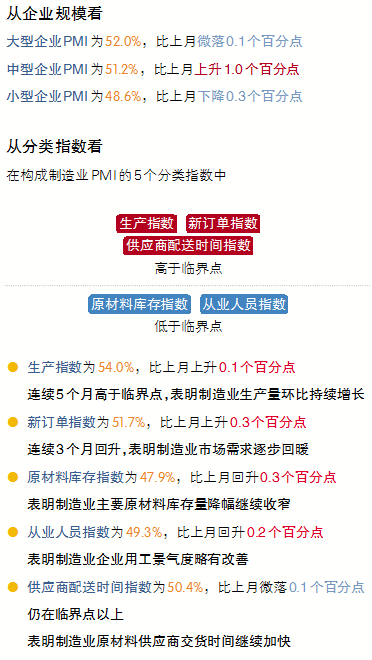 从企业规模看
大型企业PMI为52.0%，比上月微落0.1个百分点
中型企业PMI为51.2%，比上月上升1.0个百分点
小型企业PMI为48.6%，比上月下降0.3个百分点
从分类指数看
在构成制造业PMI的5个分类指数中
生产指数 新订单指数
供应商配送时间指数
高于临界点
原材料库存指数 从业人员指数
低于临界点
生产指数为54.0%，比上月上升0.1个百分点
连续5个月高于临界点，表明制造业生产量环比持续增长
新订单指数为51.7%，比上月上升0.3个百分点
连续3个月回升，表明制造业市场需求逐步回暖
原材料库存指数为47.9%，比上月回升0.3个百分点
表明制造业主要原材料库存量降幅继续收窄
从业人员指数为49.3%，比上月回升0.2个百分点
表明制造业企业用工景气度略有改善
供应商配送时间指数为50.4%，比上月微落0.1个百分点
仍在临界点以上
表明制造业原材料供应商交货时间继续加快